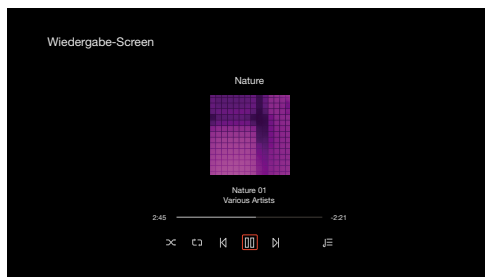 Wiedergabe-Screen
Nature
Nature 01
Various Artists
2:45
-2:21